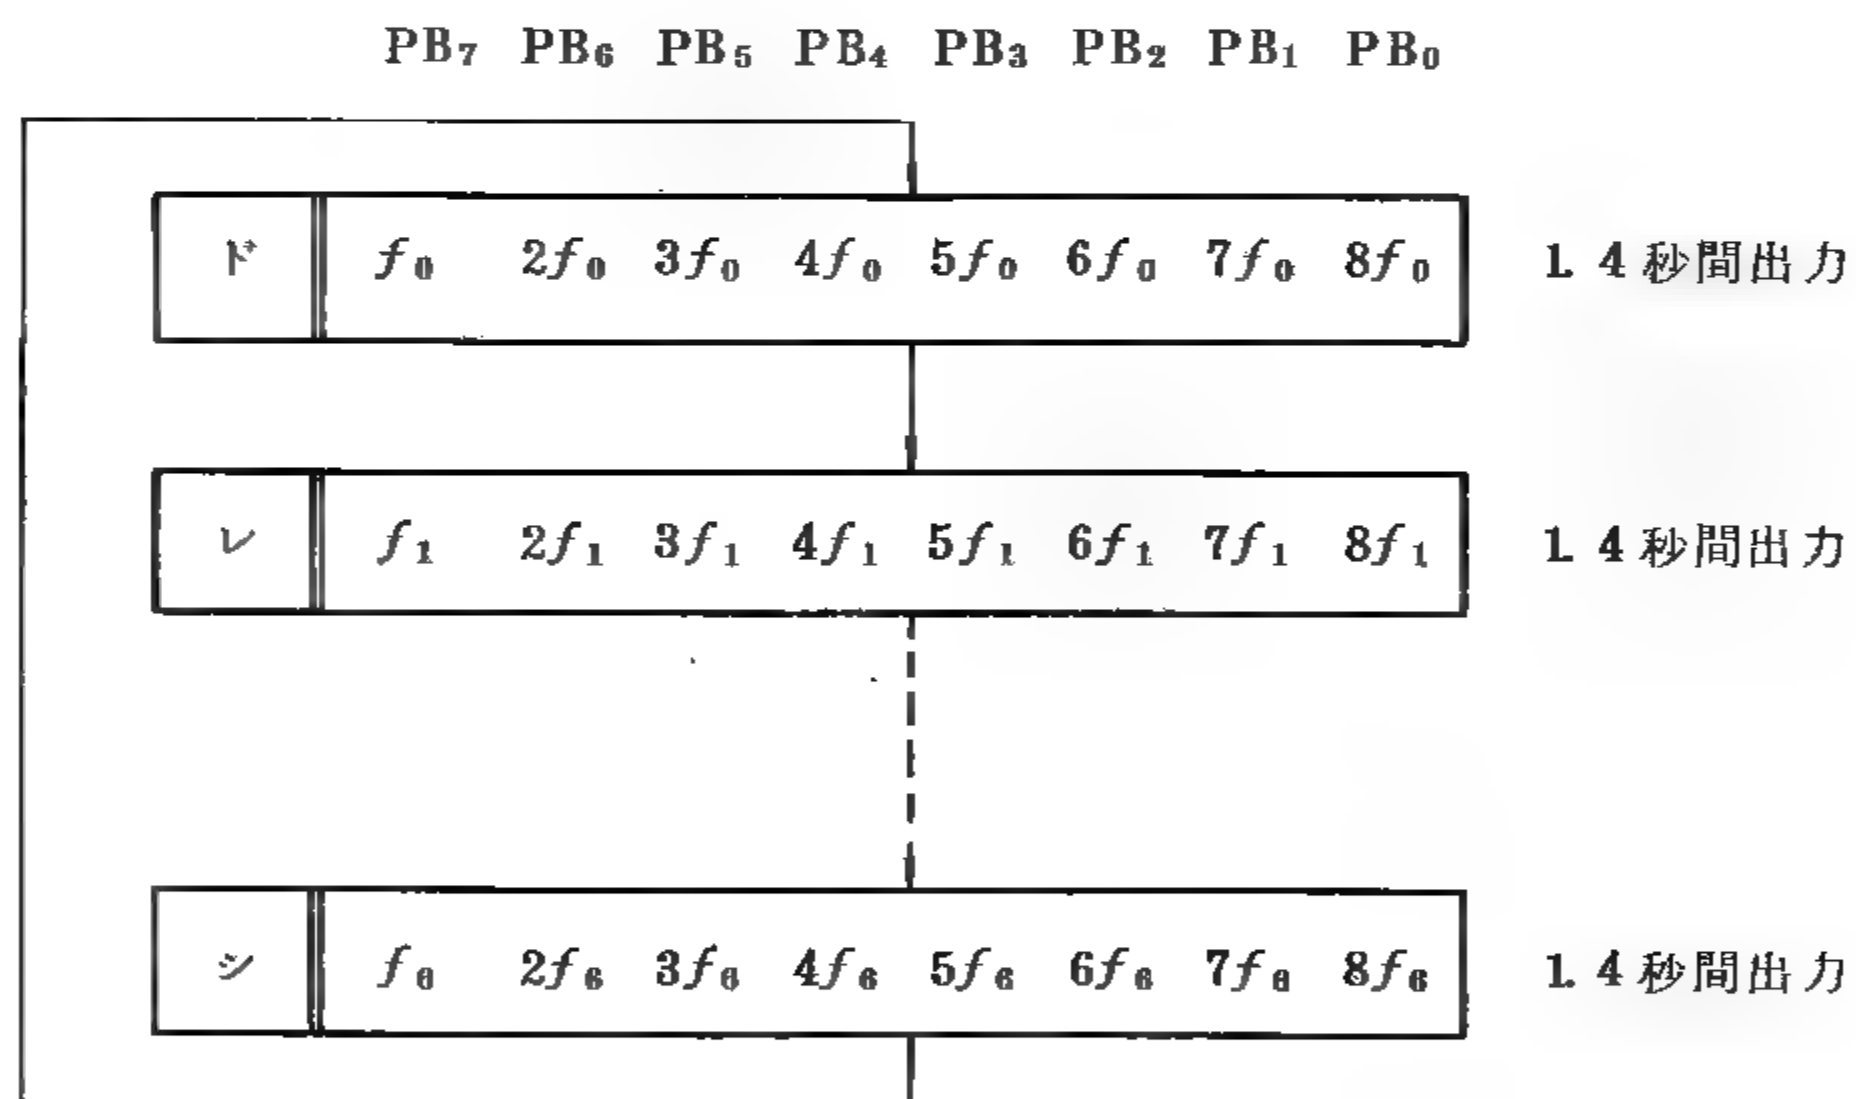 PB₇ PB₆ PB₅ PB₄ PB₃ PB₂ PB₁ PB₀
ド f₀ 2f₀ 3f₀ 4f₀ 5f₀ 6f₀ 7f₀ 8f₀ 1.4秒間出力
レ f₁ 2f₁ 3f₁ 4f₁ 5f₁ 6f₁ 7f₁ 8f₁ 1.4秒間出力
シ f₆ 2f₆ 3f₆ 4f₆ 5f₆ 6f₆ 7f₆ 8f₆ 1.4秒間出力